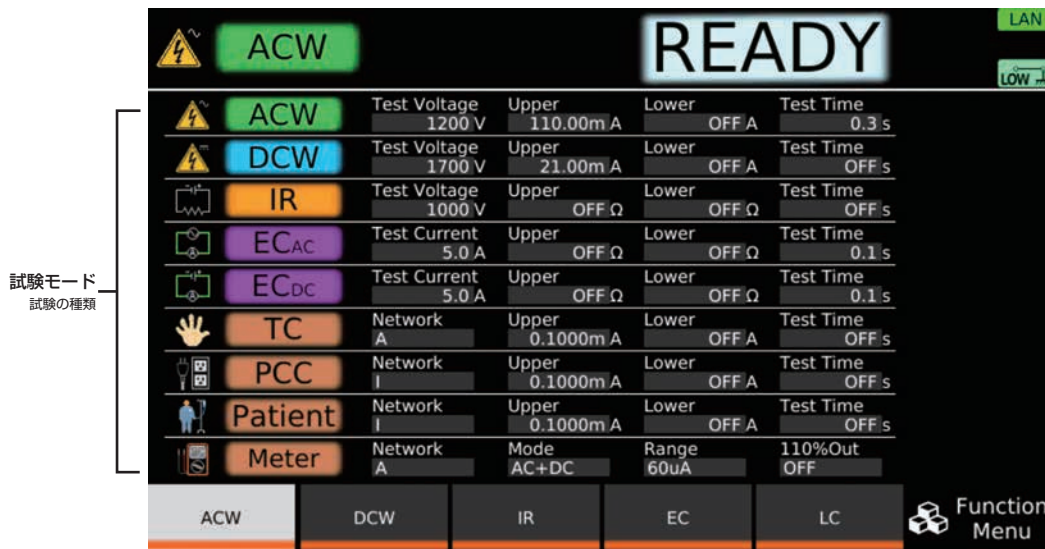 ACW
READY
LAN
LOW
試験モード
試験の種類
ACW Test Voltage 1200 V Upper 110.00m A Lower OFF A Test Time 0.3 s
DCW Test Voltage 1700 V Upper 21.00m A Lower OFF A Test Time OFF s
IR Test Voltage 1000 V Upper OFF Ω Lower OFF Ω Test Time OFF s
ECAC Test Current 5.0 A Upper OFF Ω Lower OFF Ω Test Time 0.1 s
ECDC Test Current 5.0 A Upper OFF Ω Lower OFF Ω Test Time 0.1 s
TC Network A Upper 0.1000m A Lower OFF A Test Time OFF s
PCC Network I Upper 0.1000m A Lower OFF A Test Time OFF s
Patient Network I Upper 0.1000m A Lower OFF A Test Time OFF s
Meter Network A Mode AC+DC Range 60uA 110%Out OFF
ACW DCW IR EC LC Function
Menu